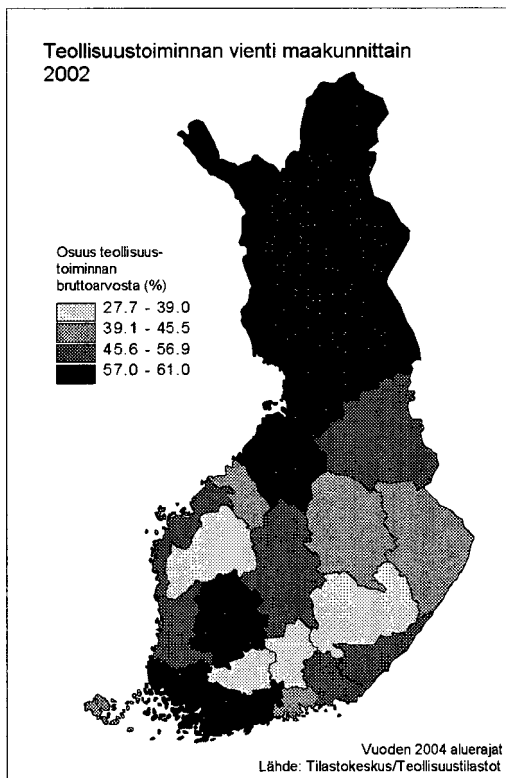 Teollisuustoiminnan vienti maakunnittain
2002
Osuus teollisuus-
toiminnan
bruttoarvosta (%)
27.7 - 39.0
39.1 - 45.5
45.6 - 56.9
57.0 - 61.0
Vuoden 2004 aluerajat
Lähde: Tilastokeskus/Teollisuustilastot